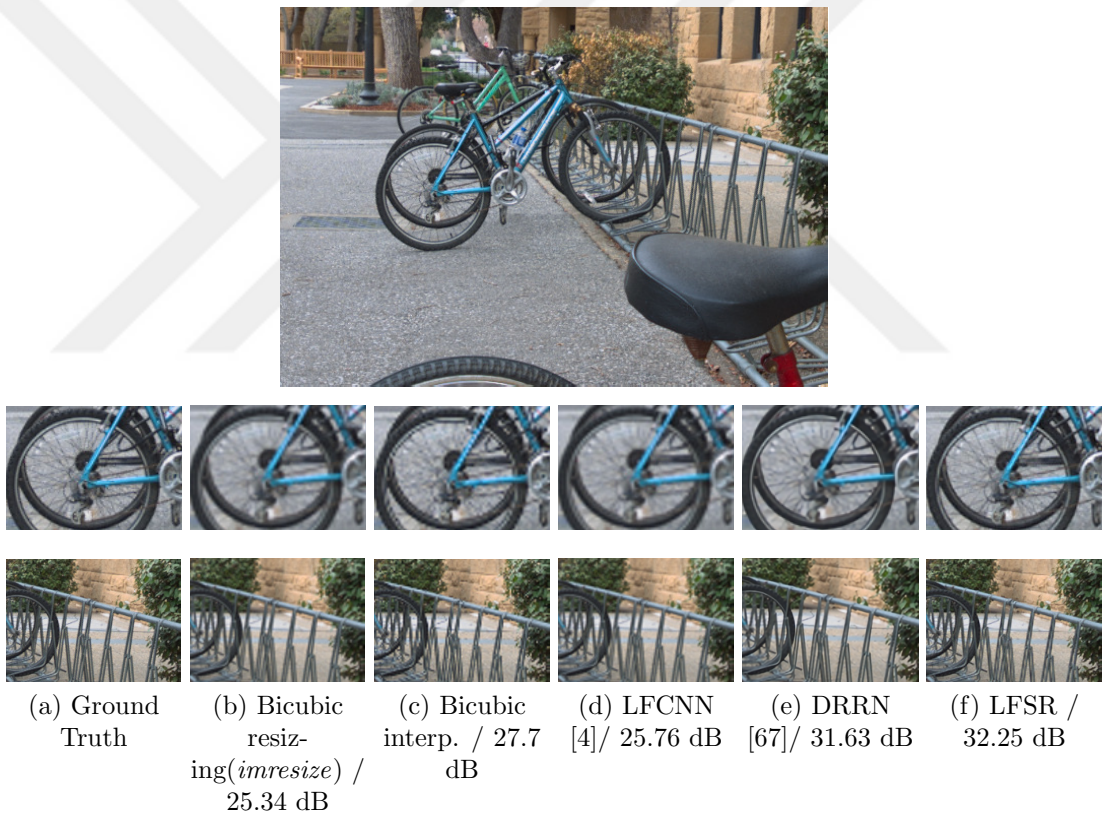 (a) Ground
Truth
(b) Bicubic
resiz-
ing(imresize) /
25.34 dB
(c) Bicubic
interp. / 27.7
dB
(d) LFCNN
[4]/ 25.76 dB
(e) DRRN
[67]/ 31.63 dB
(f) LFSR /
32.25 dB